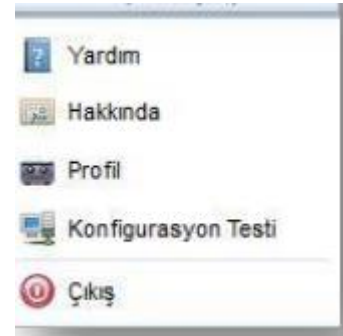 Yardım
Hakkında
Profil
Konfigurasyon Testi
Çıkış